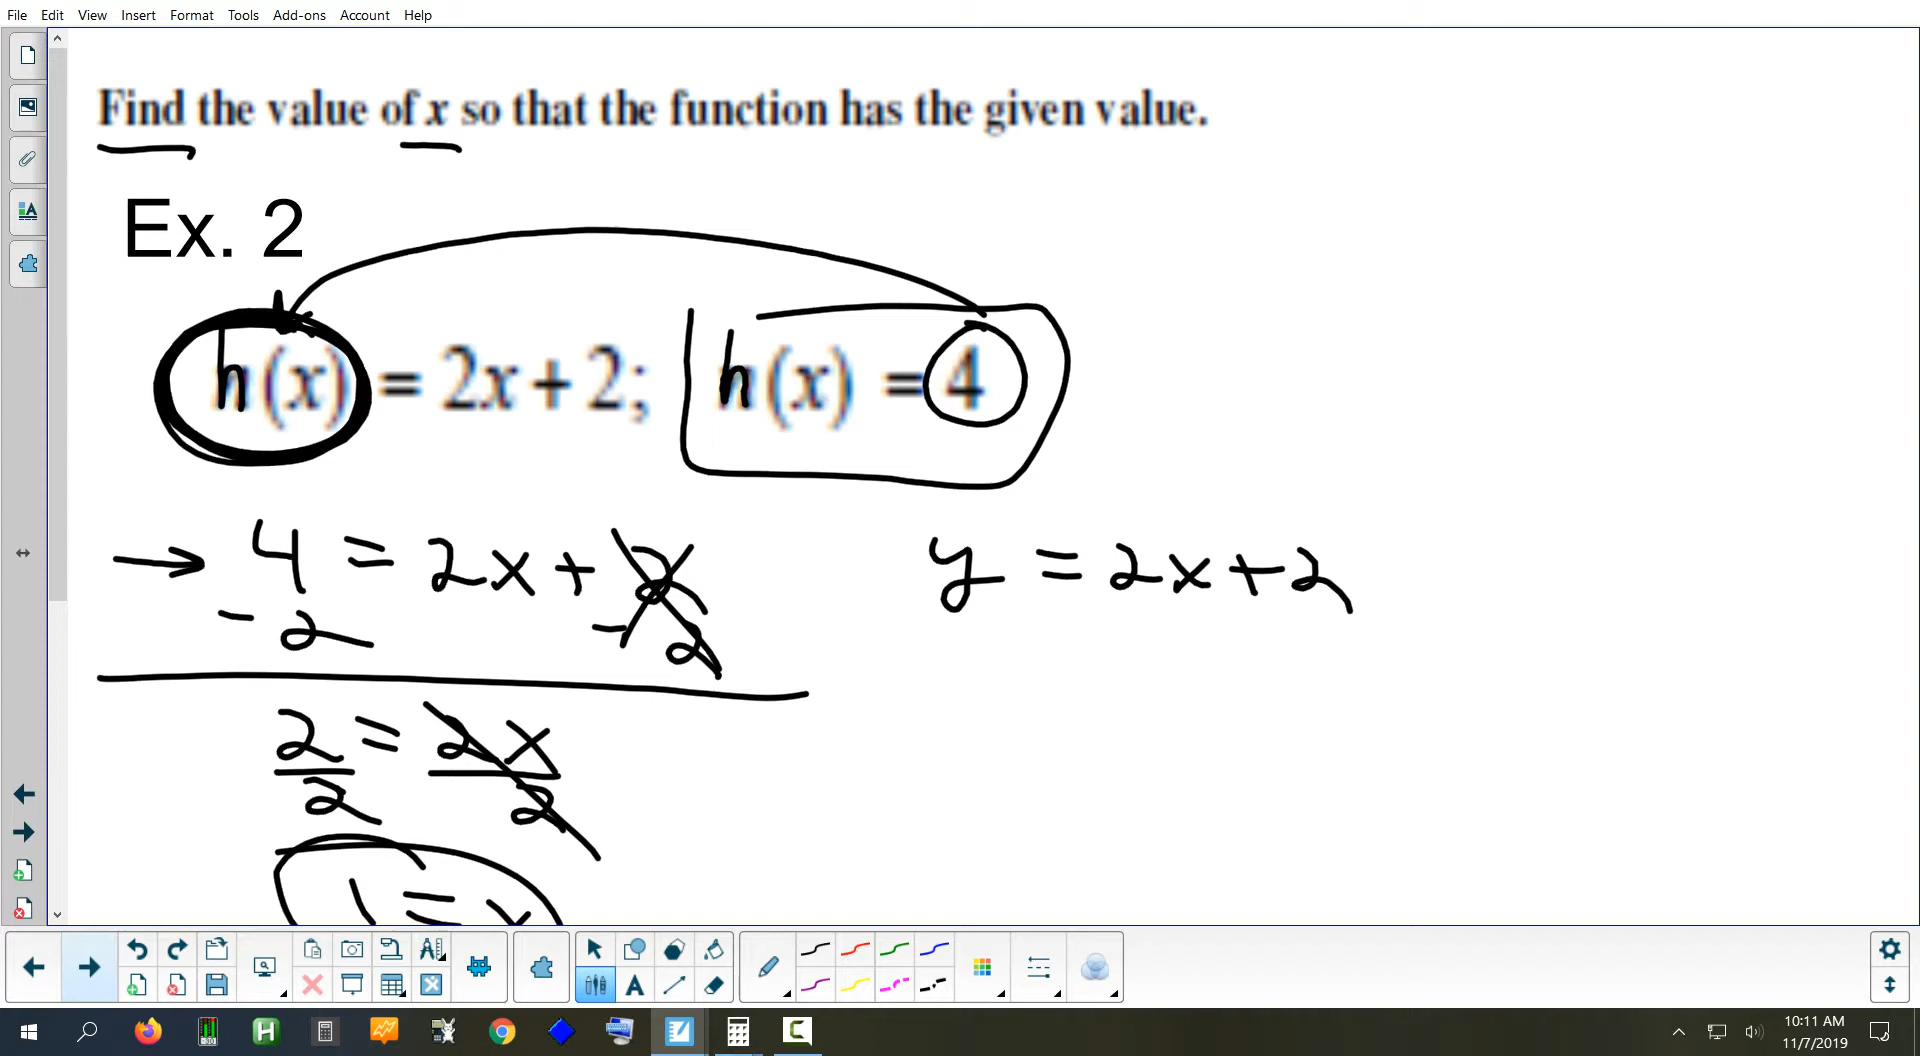 File Edit View Insert Format Tools Add-ons Account Help
Find the value of x so that the function has the given value.
Ex. 2
h(x) = 2x + 2; h(x) = 4
→ 4 = 2x + 2 y = 2x+2
- 2 - 2
2 = 2x
2 2
1 = x
10:11 AM
11/7/2019